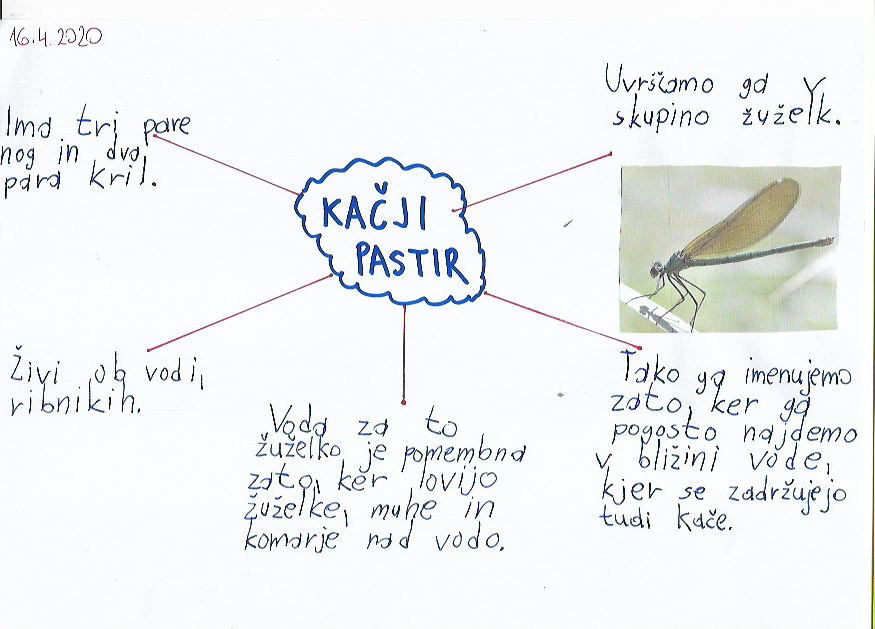 16.4.2020
Ima tri pare
nog in dva
para kril.
Uvrščamo ga v
skupino žuželk.
KAČJI
PASTIR
Živi ob vodi,
ribnikih.
Voda za to
žuželko je pomembna
zato, ker lovijo
žuželke, muhe in
komarje nad vodo.
Tako ga imenujemo
zato, ker ga
pogosto najdemo
v bližini vode,
kjer se zadržujejo
tudi kače.